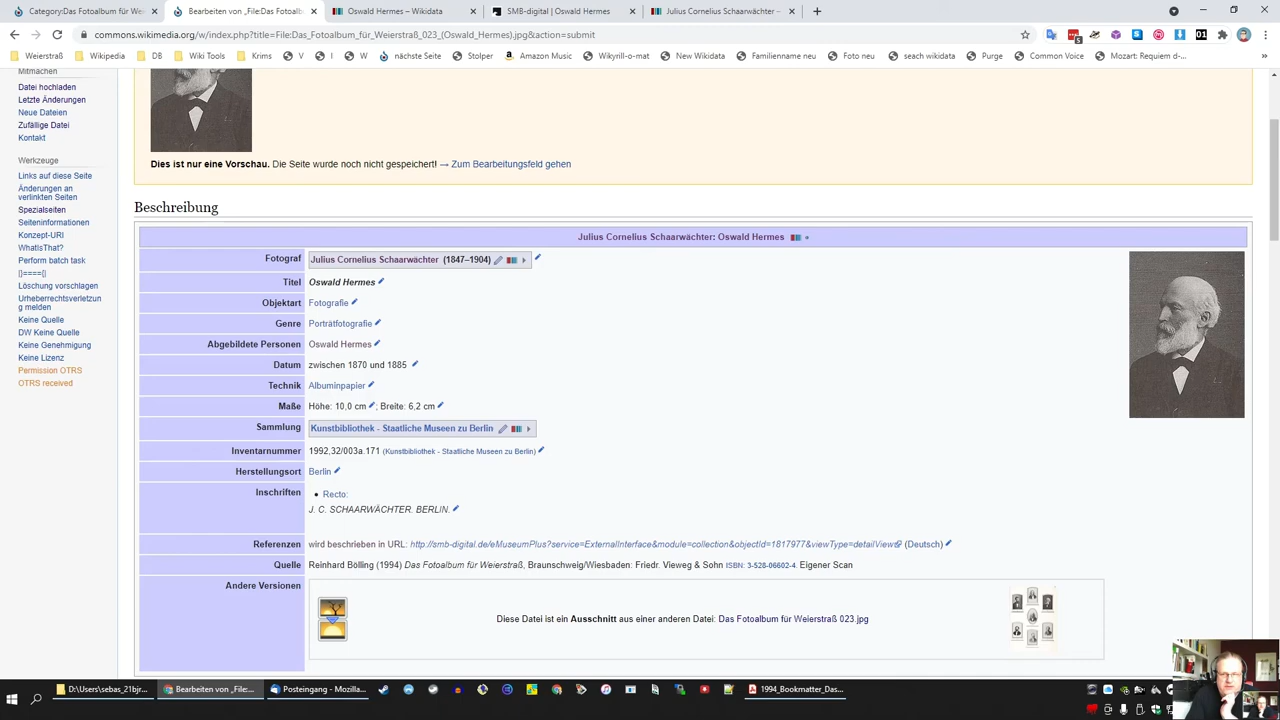 Category:Das Fotoalbum für Weierstr
Bearbeiten von „File:Das Fotoalb
Oswald Hermes – Wikidata
SMB-digital | Oswald Hermes
Julius Cornelius Schaarwächter –
commons.wikimedia.org/w/index.php?title=File:Das_Fotoalbum_für_Weierstraß_023_(Oswald_Hermes).jpg&action=submit
Weierstraß
Wikipedia
DB
Wiki Tools
Krims
V
I
W
nächste Seite
Stolper
Amazon Music
Wikyrill-o-mat
New Wikidata
Familienname neu
Foto neu
seach wikidata
Purge
Common Voice
Mozart: Requiem d-...
Mitmachen
Datei hochladen
Letzte Änderungen
Neue Dateien
Zufällige Datei
Kontakt
Werkzeuge
Links auf diese Seite
Änderungen an
verlinkten Seiten
Spezialseiten
Seiteninformationen
Konzept-URI
WhatIsThat?
Perform batch task
[]===={|
Löschung vorschlagen
Urheberrechtsverletzun
g melden
Keine Quelle
DW Keine Quelle
Keine Genehmigung
Keine Lizenz
Permission OTRS
OTRS received
Dies ist nur eine Vorschau. Die Seite wurde noch nicht gespeichert! → Zum Bearbeitungsfeld gehen
Beschreibung
Julius Cornelius Schaarwächter: Oswald Hermes
Fotograf Julius Cornelius Schaarwächter (1847–1904)
Titel Oswald Hermes
Objektart Fotografie
Genre Porträtfotografie
Abgebildete Personen Oswald Hermes
Datum zwischen 1870 und 1885
Technik Albuminpapier
Maße Höhe: 10,0 cm ; Breite: 6,2 cm
Sammlung Kunstbibliothek - Staatliche Museen zu Berlin
Inventarnummer 1992,32/003a.171 (Kunstbibliothek - Staatliche Museen zu Berlin)
Herstellungsort Berlin
Inschriften • Recto:
J. C. SCHAARWÄCHTER. BERLIN.
Referenzen wird beschrieben in URL: http://smb-digital.de/eMuseumPlus?service=ExternalInterface&module=collection&objectId=1817977&viewType=detailView (Deutsch)
Quelle Reinhard Bölling (1994) Das Fotoalbum für Weierstraß, Braunschweig/Wiesbaden: Friedr. Vieweg & Sohn ISBN: 3-528-06602-4. Eigener Scan
Andere Versionen
Diese Datei ist ein Ausschnitt aus einer anderen Datei: Das Fotoalbum für Weierstraß 023.jpg
D:\Users\sebas_21bjr...
Bearbeiten von „File:...
Posteingang - Mozilla...
1994_Bookmatter_Das...